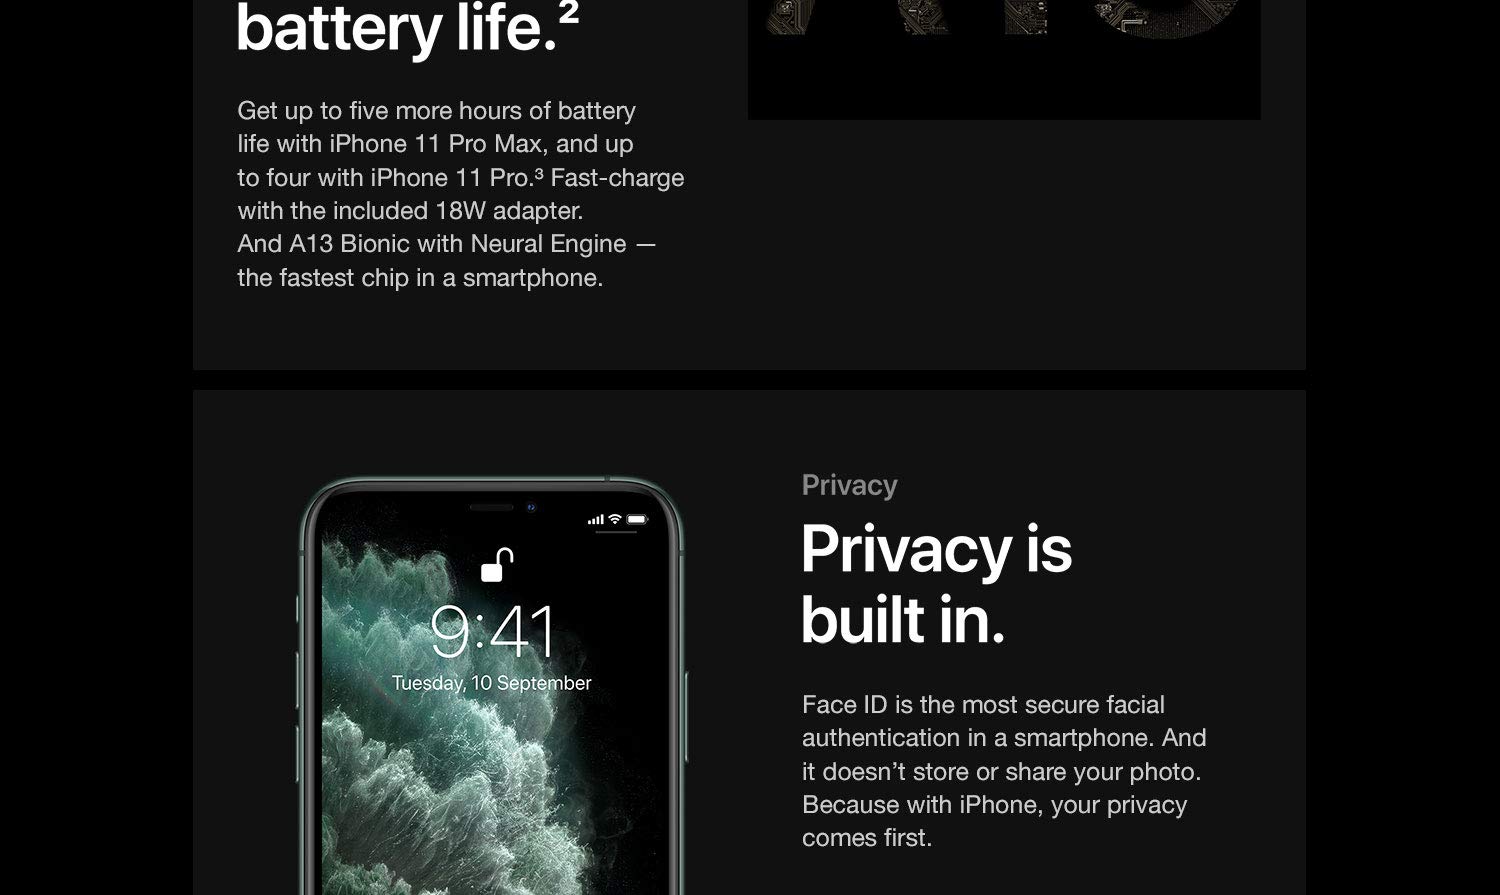 battery life.²
Get up to five more hours of battery
life with iPhone 11 Pro Max, and up
to four with iPhone 11 Pro.³ Fast-charge
with the included 18W adapter.
And A13 Bionic with Neural Engine —
the fastest chip in a smartphone.
9:41
Tuesday, 10 September
Privacy
Privacy is
built in.
Face ID is the most secure facial
authentication in a smartphone. And
it doesn’t store or share your photo.
Because with iPhone, your privacy
comes first.